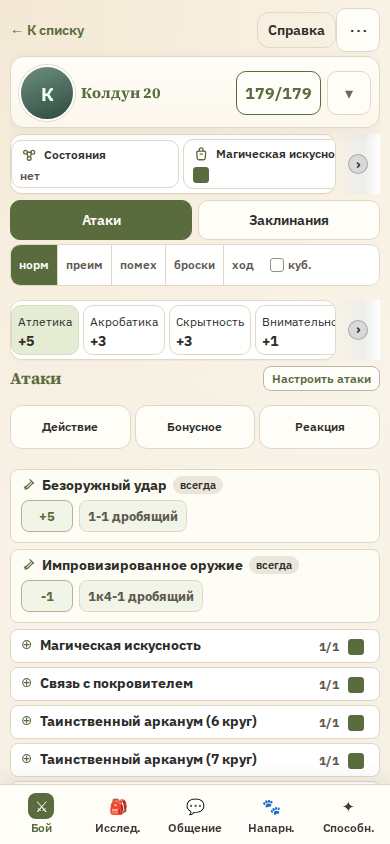 ← К списку
Справка
...
К
Колдун 20
179/179
▼
Состояния
нет
Магическая искусно
Атаки
Заклинания
норм
преим
помех
броски
ход
куб.
Атлетика
+5
Акробатика
+3
Скрытность
+3
Внимательно
+1
Атаки
Настроить атаки
Действие
Бонусное
Реакция
Безоружный удар
всегда
+5
1-1 дробящий
Импровизированное оружие
всегда
-1
1к4-1 дробящий
Магическая искусность
1/1
Связь с покровителем
1/1
Таинственный арканум (6 круг)
1/1
Таинственный арканум (7 круг)
1/1
Бой
Исслед.
Общение
Напарн.
Способн.